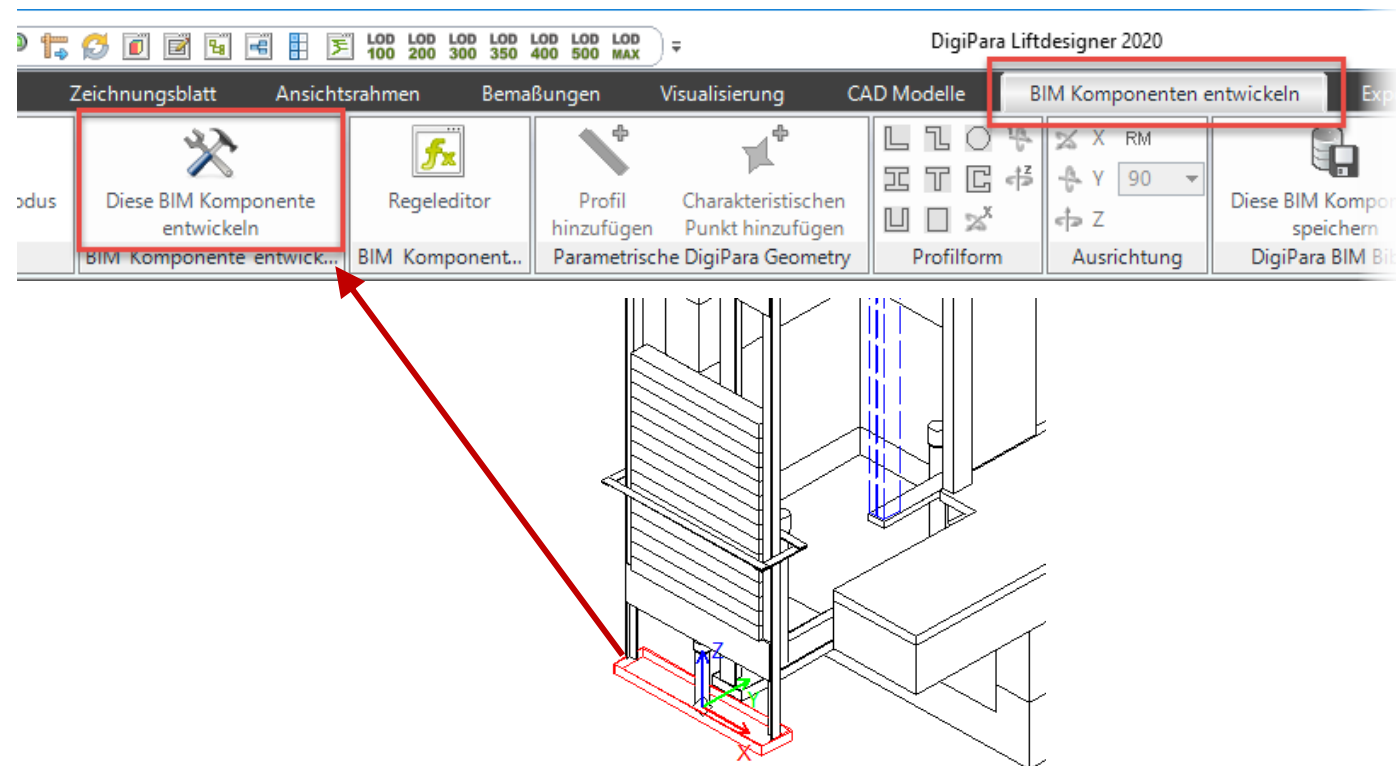 LOD LOD LOD LOD LOD LOD LOD
100 200 300 350 400 500 MAX
DigiPara Liftdesigner 2020
Zeichnungsblatt Ansichtsrahmen Bemaßungen Visualisierung CAD Modelle BIM Komponenten entwickeln Exp
odus
Diese BIM Komponente
entwickeln
Regeleditor
Profil
hinzufügen
Charakteristischen
Punkt hinzufügen
Z
X
X RM
Y 90
Z
Diese BIM Kompo
speichern
BIM Komponente entwick... BIM Komponent... Parametrische DigiPara Geometry Profilform Ausrichtung DigiPara BIM Bi
Z
Y
X